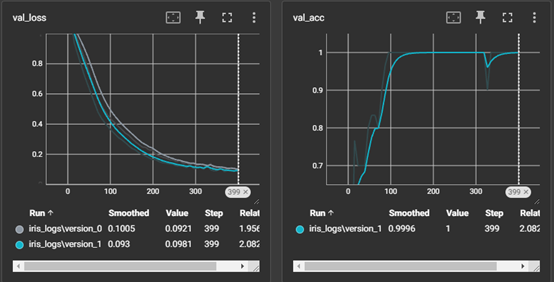 val_loss
0.8
0.6
0.4
0.2
0 100 200 300 399
Run ↑ Smoothed Value Step Relat
iris_logs\version_0 0.1005 0.0921 399 1.956
iris_logs\version_1 0.093 0.0981 399 2.082
val_acc
1
0.9
0.8
0.7
0 100 200 300 399
Run ↑ Smoothed Value Step Relat
iris_logs\version_1 0.9996 1 399 2.082